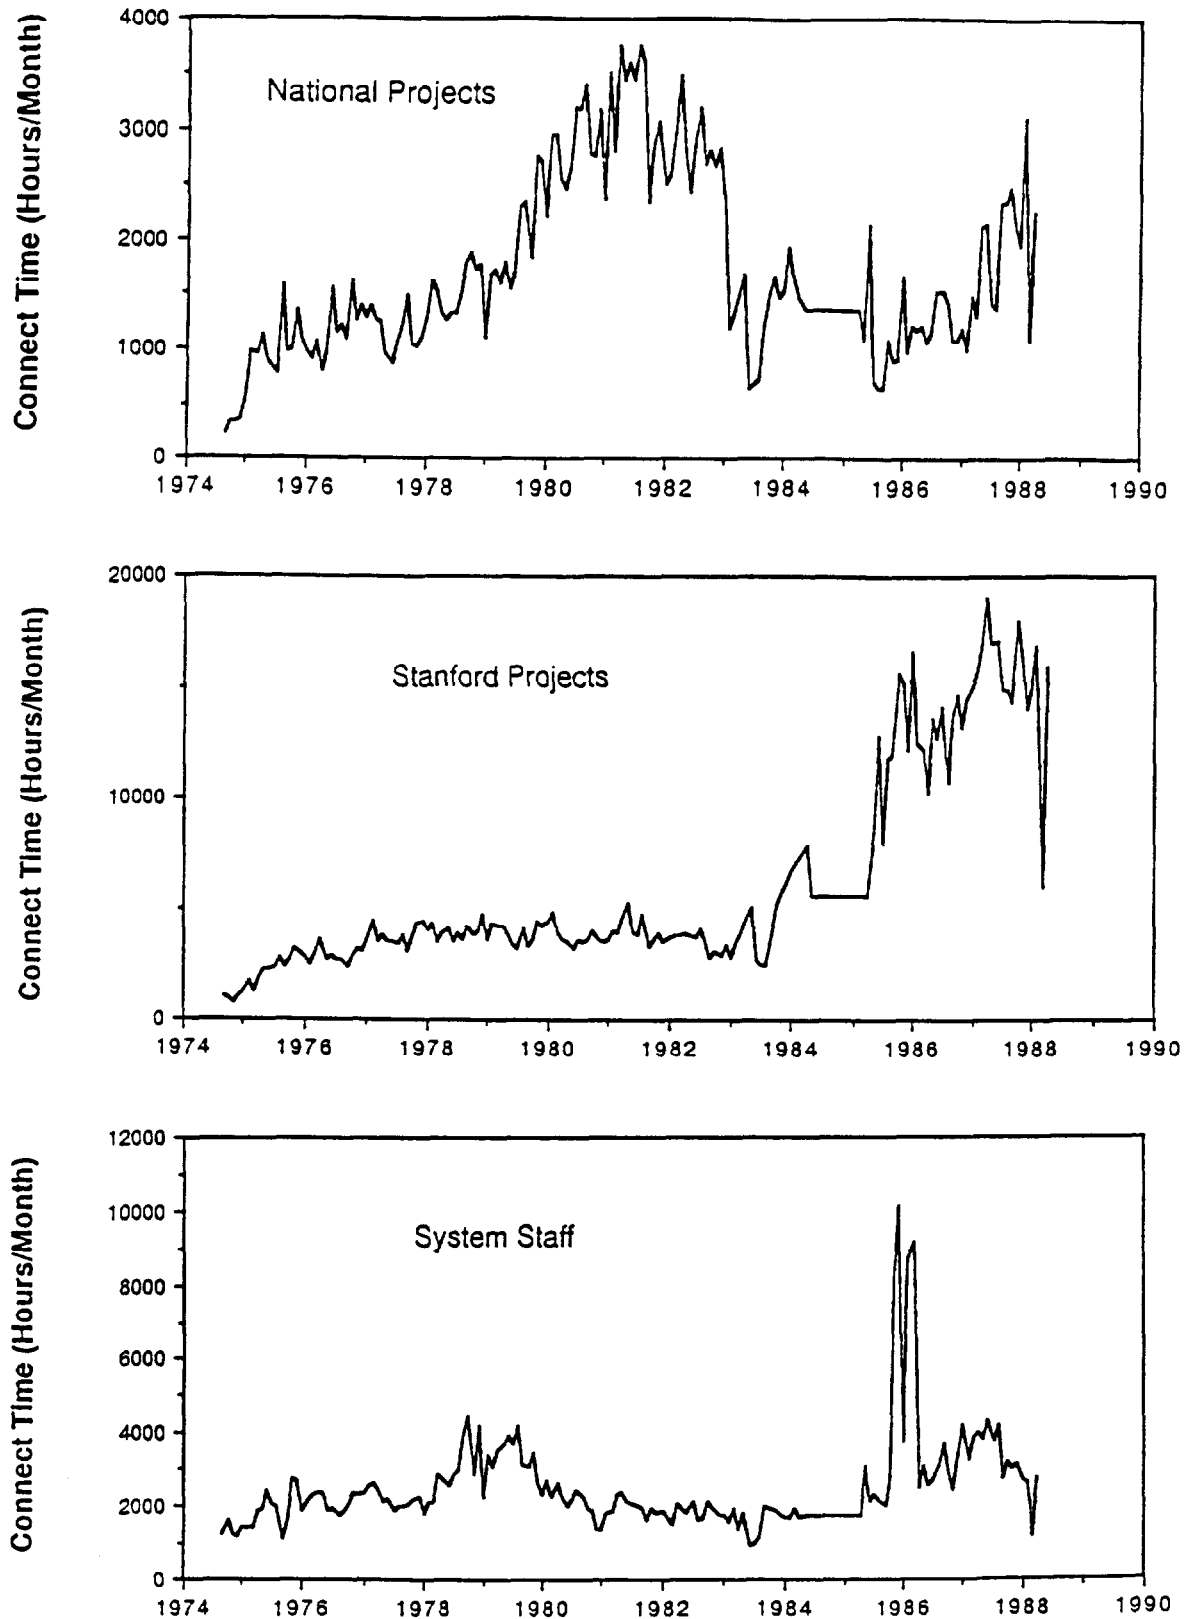 Connect Time (Hours/Month)
4000
3000
2000
1000
0
National Projects
1974 1976 1978 1980 1982 1984 1986 1988 1990
Connect Time (Hours/Month)
20000
10000
0
Stanford Projects
1974 1976 1978 1980 1982 1984 1986 1988 1990
Connect Time (Hours/Month)
12000
10000
8000
6000
4000
2000
0
System Staff
1974 1976 1978 1980 1982 1984 1986 1988 1990